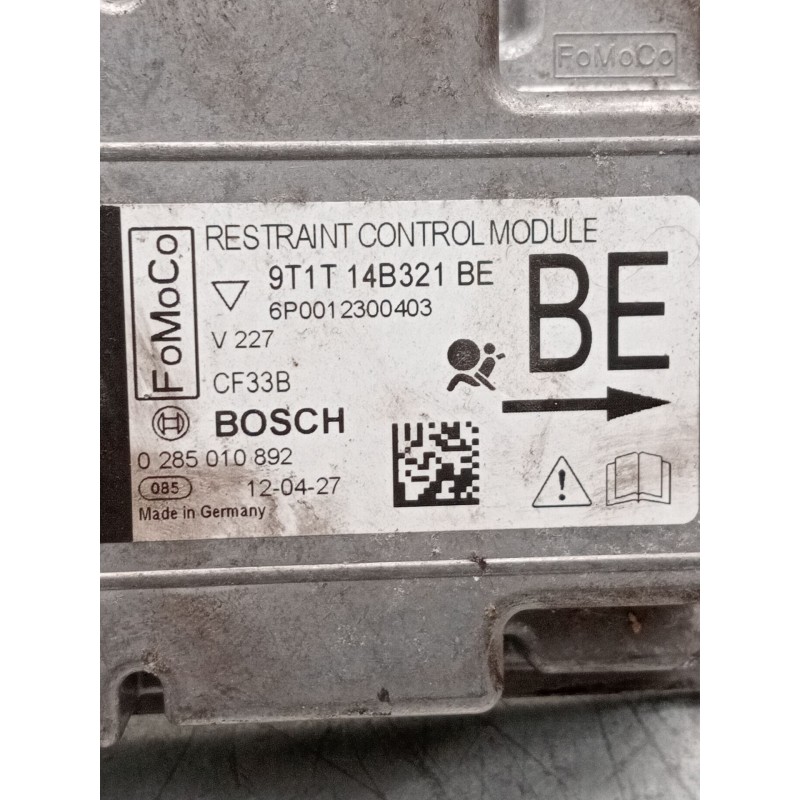 FoMoCo
FoMoCo
RESTRAINT CONTROL MODULE
9T1T 14B321 BE
6P0012300403
V 227
CF33B
BE
BOSCH
0 285 010 892
085 12-04-27
Made in Germany